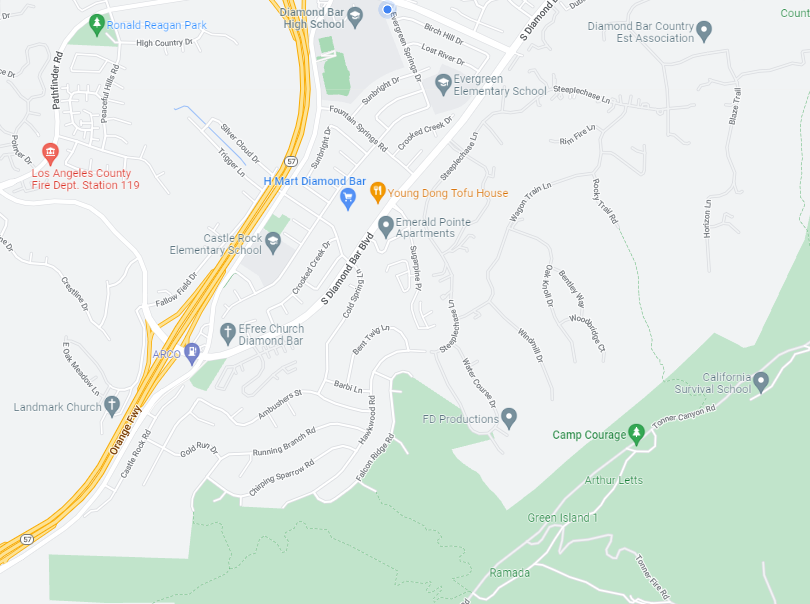 Diamond Bar
High School
Ronald Reagan Park
High Country Dr
Pathfinder Rd
Peaceful Hills Rd
Evergreen Springs Dr
Birch Hill Dr
Lost River Dr
S Diamond
Diamond Bar Country
Est Association
Count
Evergreen
Elementary School
Sunbright Dr
Steeplechase Ln
Blaze Trail
Fountain Springs Rd
Crooked Creek Dr
Silver Cloud Dr
Trigger Ln
Sunbright Dr
57
Rim Fire Ln
Steeplechase Ln
Los Angeles County
Fire Dept. Station 119
H Mart Diamond Bar
Young Dong Tofu House
Wagon Train Ln
Rocky Trail Rd
Horizon Ln
Emerald Pointe
Apartments
Castle Rock
Elementary School
Crooked Creek Dr
S Diamond Bar Blvd
Cold Spring Ln
Sugarpine Pl
Oak Knoll Dr
Bentley Way
Woodbridge Ct
Crestline Dr
Fallow Field Dr
Steeplechase Ln
Windmill Dr
EFree Church
Diamond Bar
Bent Twig Ln
ARCO
E Oak Meadow Ln
Water Course Dr
Barbi Ln
Ambushers St
Hawkwood Rd
California
Survival School
Landmark Church
Orange Fwy
FD Productions
Tonner Canyon Rd
Camp Courage
Castle Rock Rd
Gold Run Dr
Running Branch Rd
Chirping Sparrow Rd
Falcon Ridge Rd
Arthur Letts
Green Island 1
57
Ramada
Tonner Fire Rd